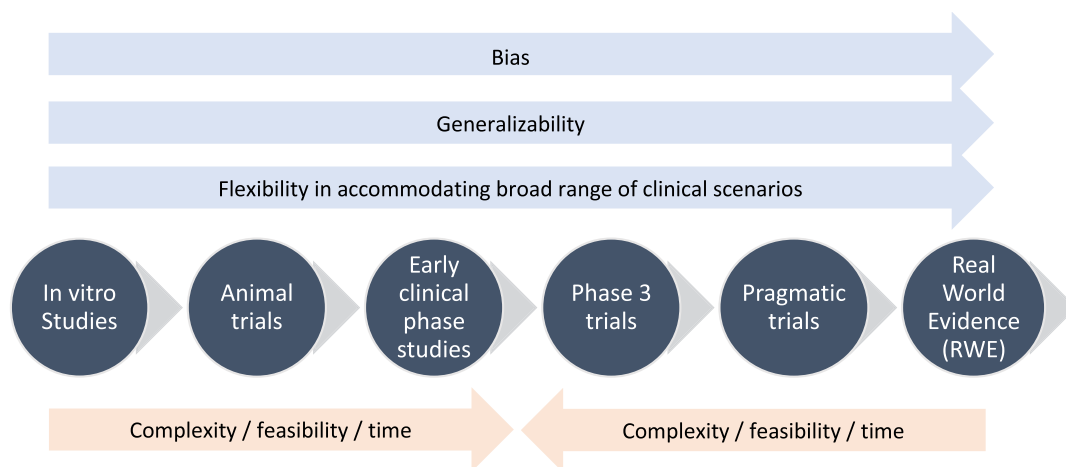 Bias
Generalizability
Flexibility in accommodating broad range of clinical scenarios
In vitro
Studies
Animal
trials
Early
clinical
phase
studies
Phase 3
trials
Pragmatic
trials
Real
World
Evidence
(RWE)
Complexity / feasibility / time
Complexity / feasibility / time